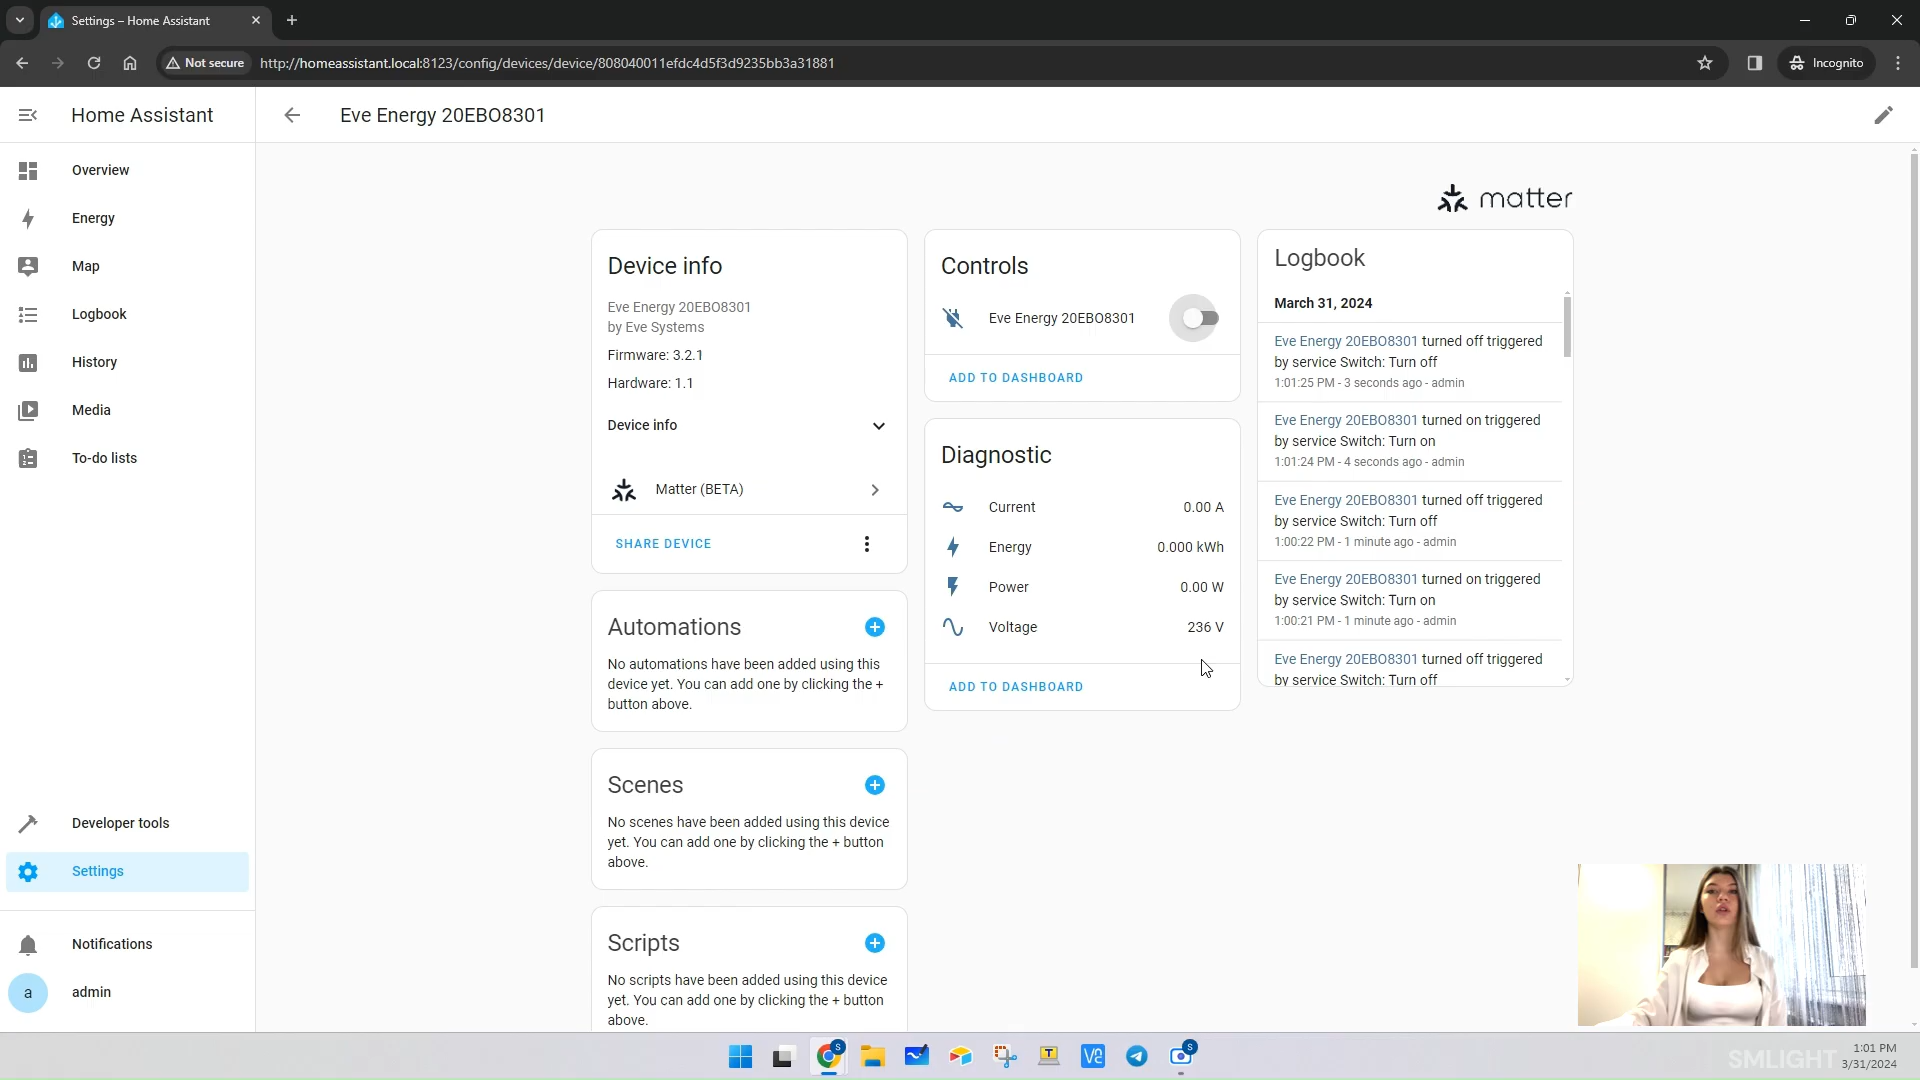 Settings – Home Assistant
Not secure
http://homeassistant.local:8123/config/devices/device/808040011efdc4d5f3d9235bb3a31881
Incognito
Home Assistant
Eve Energy 20EBO8301
Overview
Energy
Map
Logbook
History
Media
To-do lists
Developer tools
Settings
Notifications
a
admin
matter
Device info
Eve Energy 20EBO8301
by Eve Systems
Firmware: 3.2.1
Hardware: 1.1
Device info
Matter (BETA)
SHARE DEVICE
Automations
No automations have been added using this
device yet. You can add one by clicking the +
button above.
Scenes
No scenes have been added using this device
yet. You can add one by clicking the + button
above.
Scripts
No scripts have been added using this device
yet. You can add one by clicking the + button
above.
Controls
Eve Energy 20EBO8301
ADD TO DASHBOARD
Diagnostic
Current 0.00 A
Energy 0.000 kWh
Power 0.00 W
Voltage 236 V
ADD TO DASHBOARD
Logbook
March 31, 2024
Eve Energy 20EBO8301 turned off triggered
by service Switch: Turn off
1:01:25 PM - 3 seconds ago - admin
Eve Energy 20EBO8301 turned on triggered
by service Switch: Turn on
1:01:24 PM - 4 seconds ago - admin
Eve Energy 20EBO8301 turned off triggered
by service Switch: Turn off
1:00:22 PM - 1 minute ago - admin
Eve Energy 20EBO8301 turned on triggered
by service Switch: Turn on
1:00:21 PM - 1 minute ago - admin
Eve Energy 20EBO8301 turned off triggered
by service Switch: Turn off
S
T
S
SMLIGHT
1:01 PM
3/31/2024